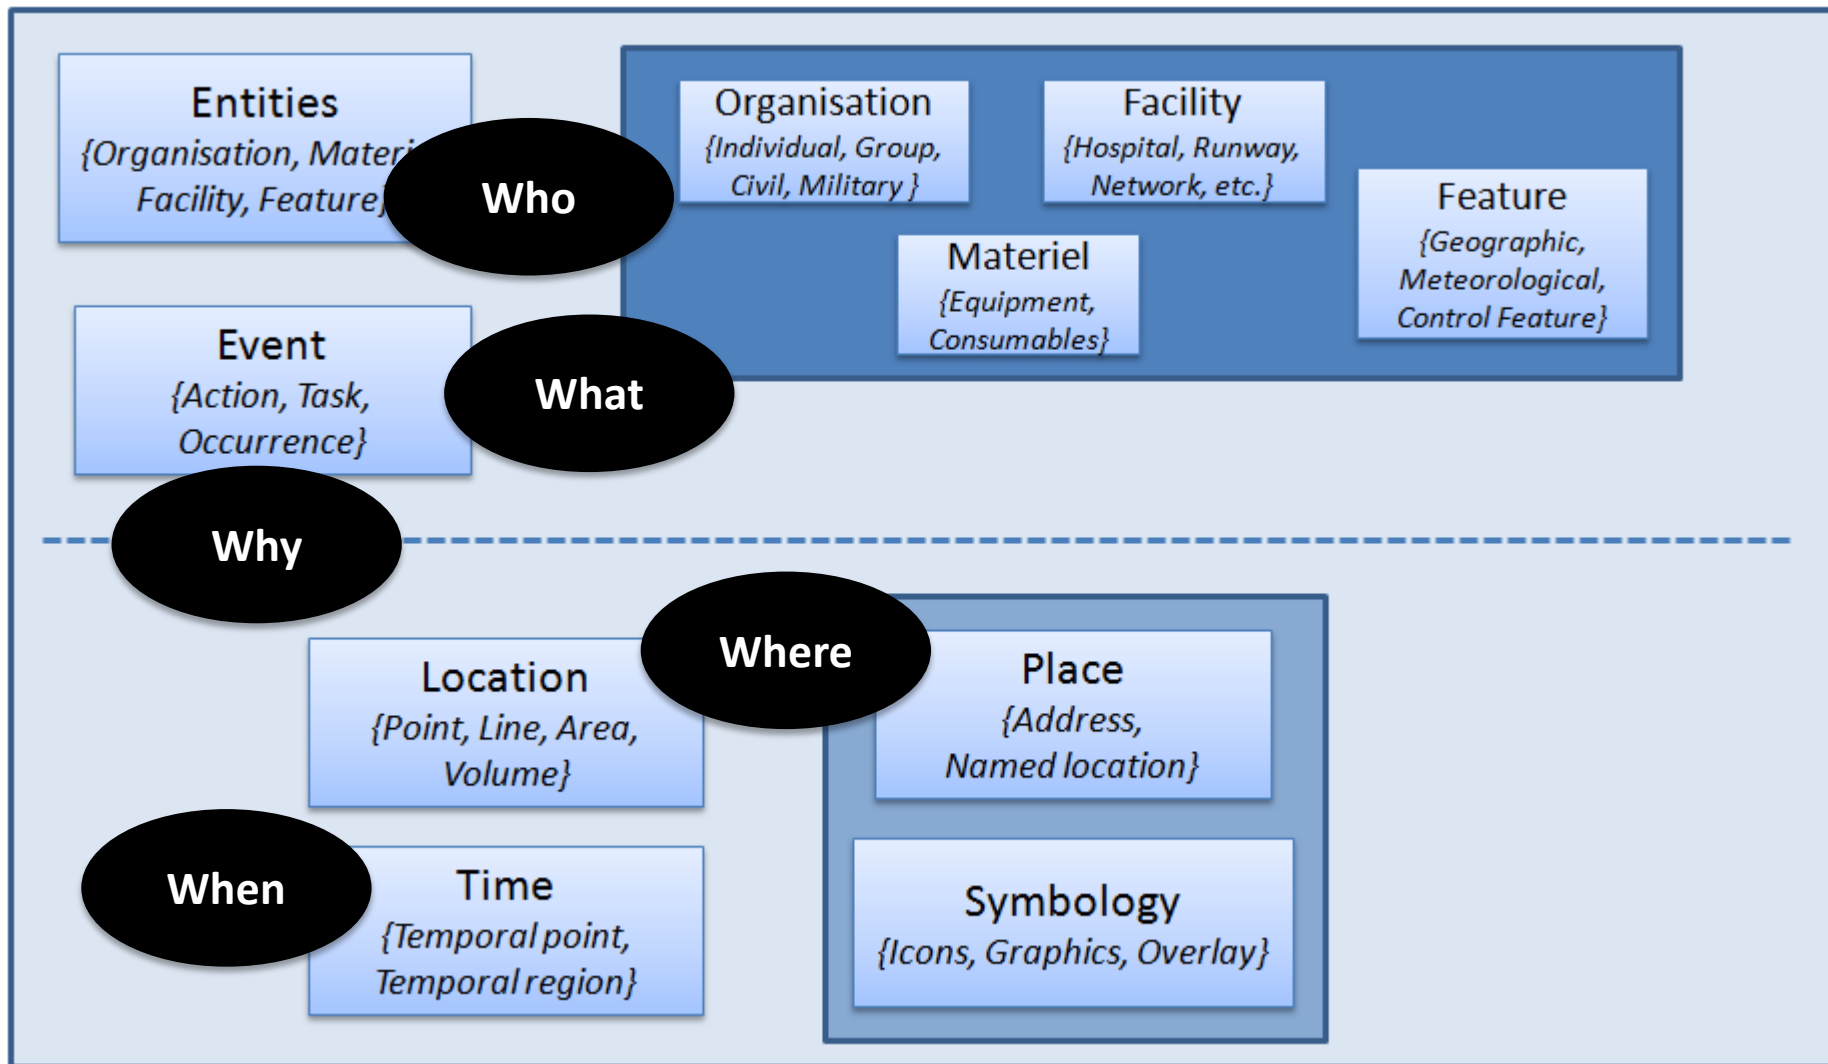 Entities
{Organisation,
Facility, Feature}
Who
Organisation
{Individual, Group,
Civil, Military }
Facility
{Hospital, Runway,
Network, etc.}
Feature
{Geographic,
Meteorological,
Control Feature}
Materiel
{Equipment,
Consumables}
Event
{Action, Task,
Occurrence}
What
Why
Where
Location
{Point, Line, Area,
Volume}
Place
{Address,
Named location}
When
Time
{Temporal point,
Temporal region}
Symbology
{Icons, Graphics, Overlay}